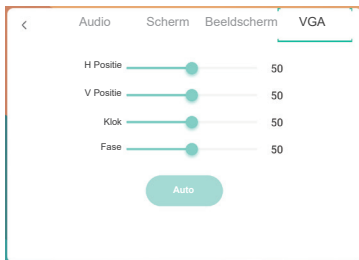 Audio Scherm Beeldscherm VGA
H Positie 50
V Positie 50
Klok 50
Fase 50
Auto